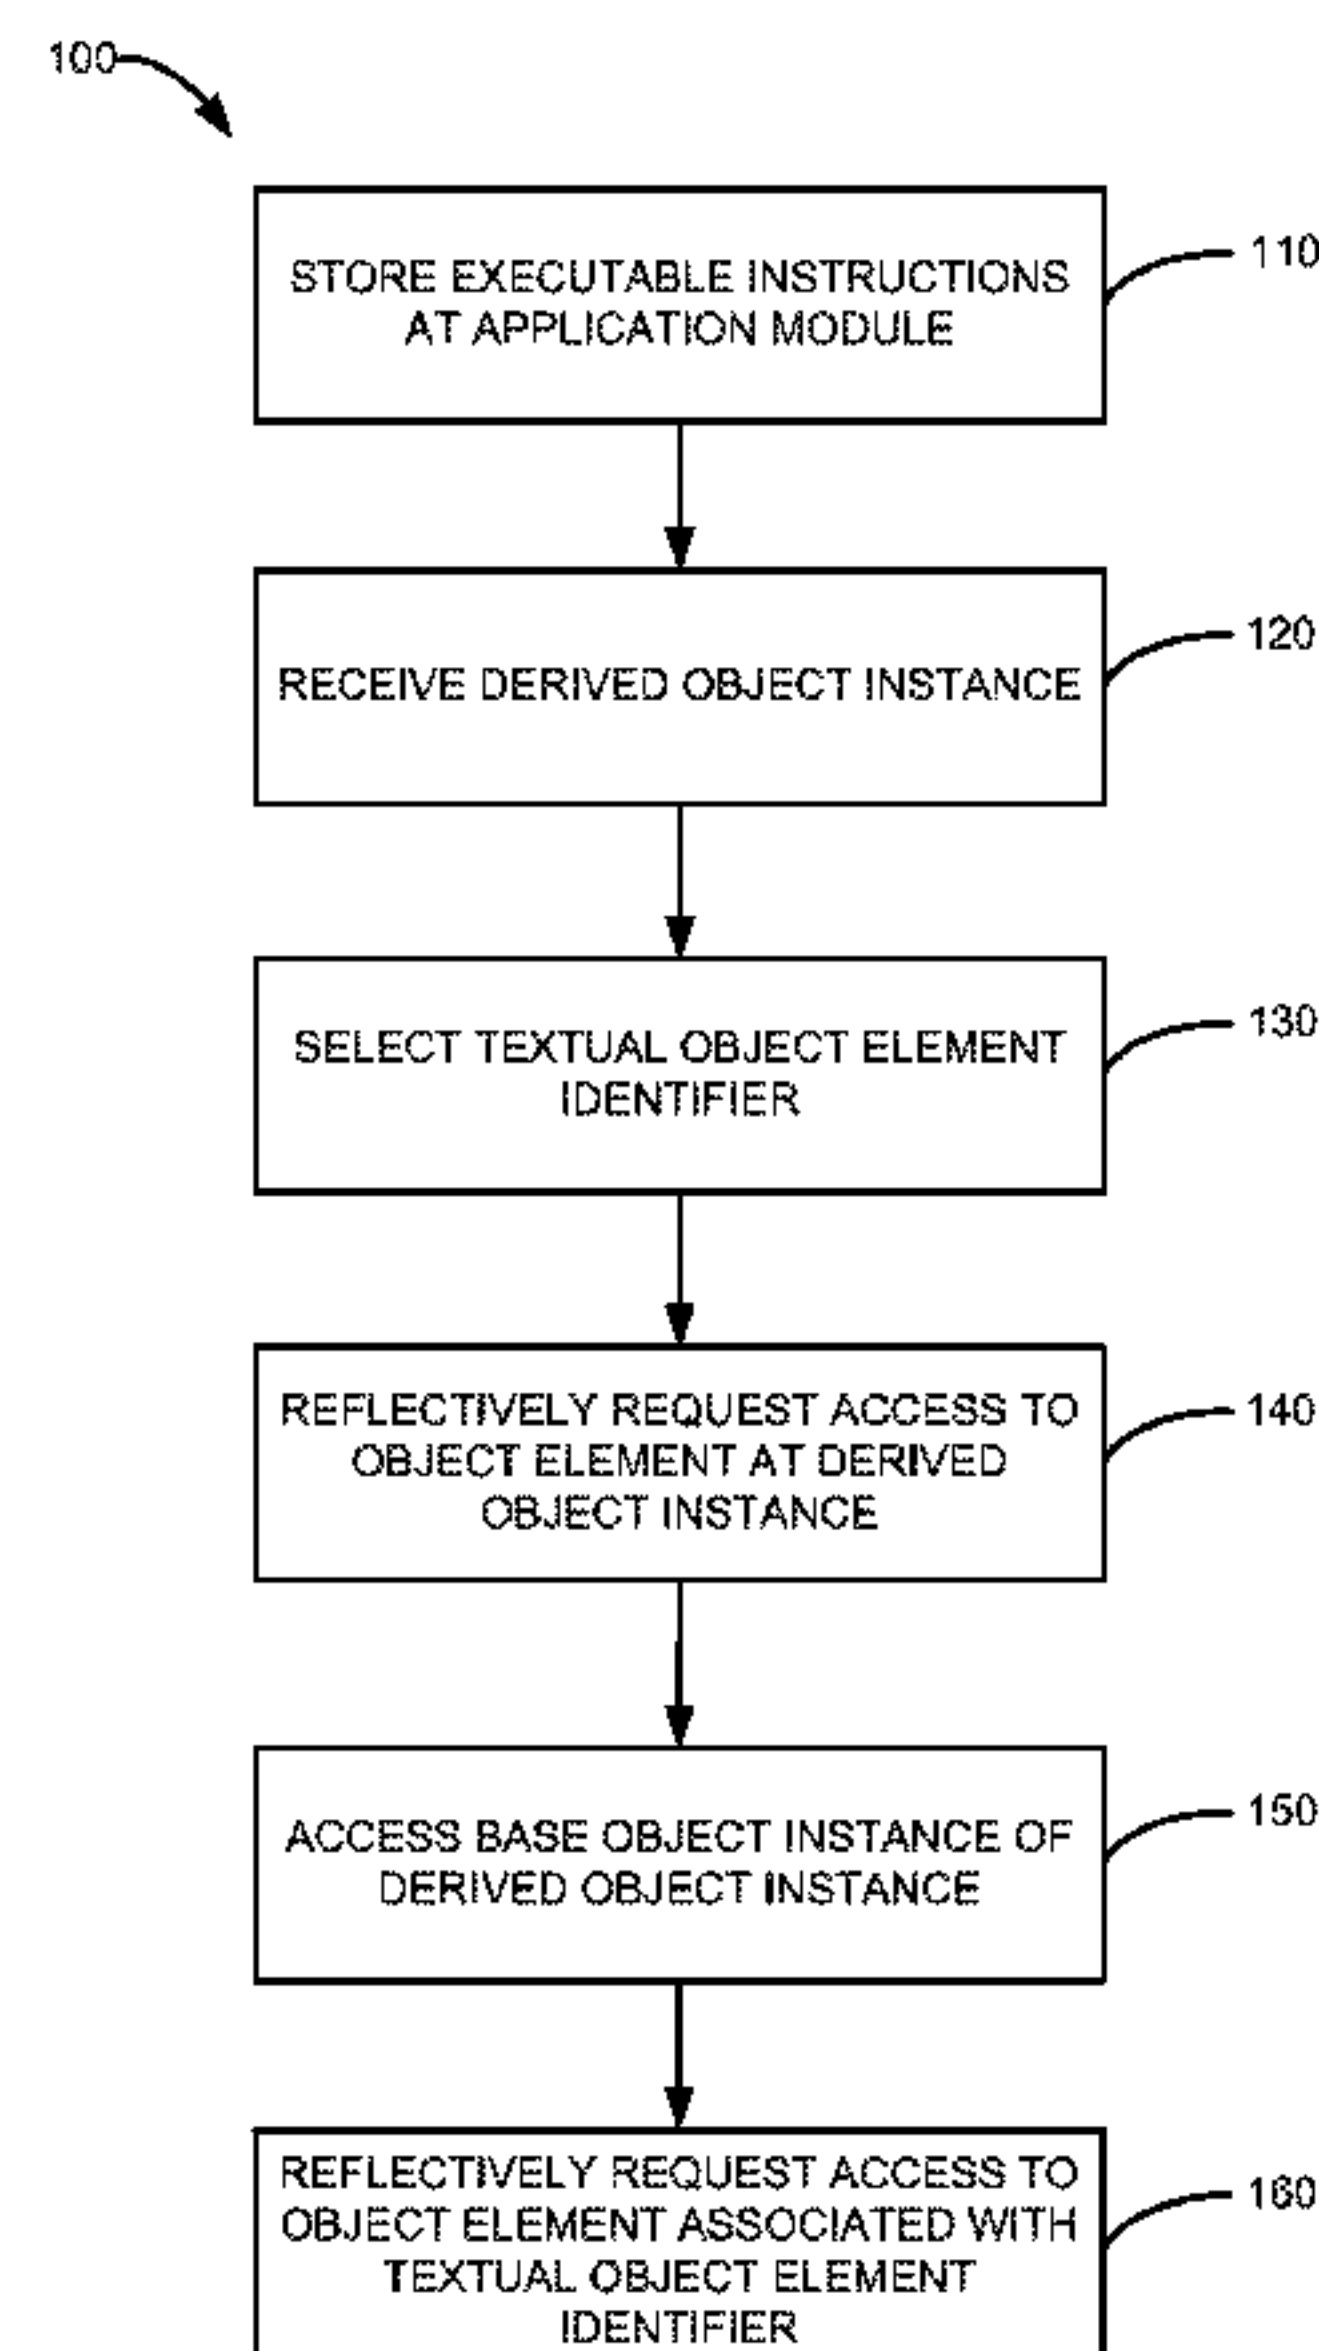 100
STORE EXECUTABLE INSTRUCTIONS
AT APPLICATION MODULE
110
RECEIVE DERIVED OBJECT INSTANCE
120
SELECT TEXTUAL OBJECT ELEMENT
IDENTIFIER
130
REFLECTIVELY REQUEST ACCESS TO
OBJECT ELEMENT AT DERIVED
OBJECT INSTANCE
140
ACCESS BASE OBJECT INSTANCE OF
DERIVED OBJECT INSTANCE
150
REFLECTIVELY REQUEST ACCESS TO
OBJECT ELEMENT ASSOCIATED WITH
TEXTUAL OBJECT ELEMENT
IDENTIFIER
160